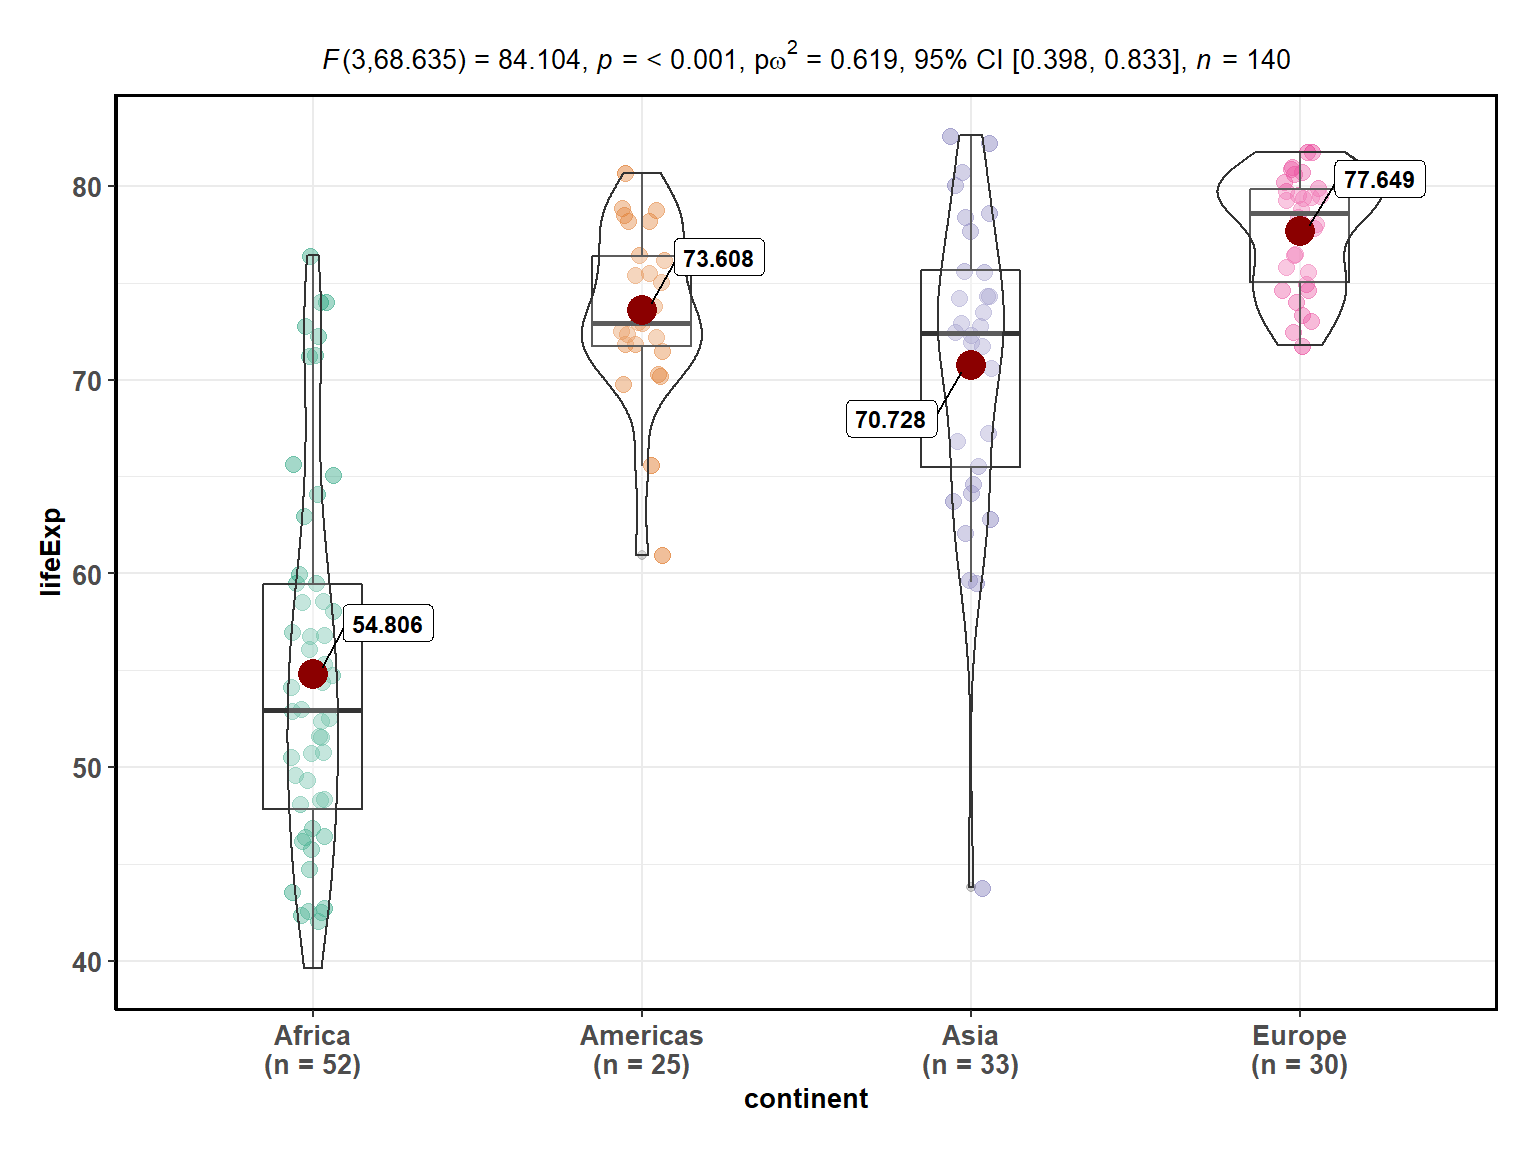 F(3,68.635) = 84.104, p = < 0.001, pω² = 0.619, 95% CI [0.398, 0.833], n = 140
80
77.649
73.608
70
70.728
lifeExp
60
54.806
50
40
Africa Americas Asia Europe
(n = 52) (n = 25) (n = 33) (n = 30)
continent